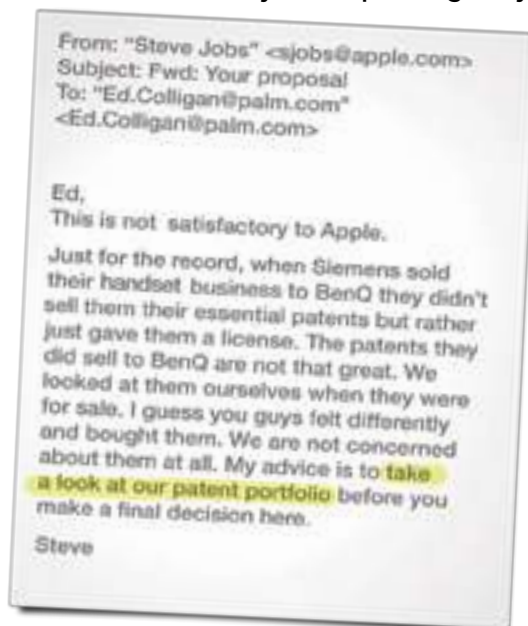 From: "Steve Jobs" <sjobs@apple.com>
Subject: Fwd: Your proposal
To: "Ed.Colligan@palm.com"
<Ed.Colligan@palm.com>
Ed,
This is not satisfactory to Apple.
Just for the record, when Siemens sold
their handset business to BenQ they didn't
sell them their essential patents but rather
just gave them a license. The patents they
did sell to BenQ are not that great. We
looked at them ourselves when they were
for sale. I guess you guys felt differently
and bought them. We are not concerned
about them at all. My advice is to take
a look at our patent portfolio before you
make a final decision here.
Steve